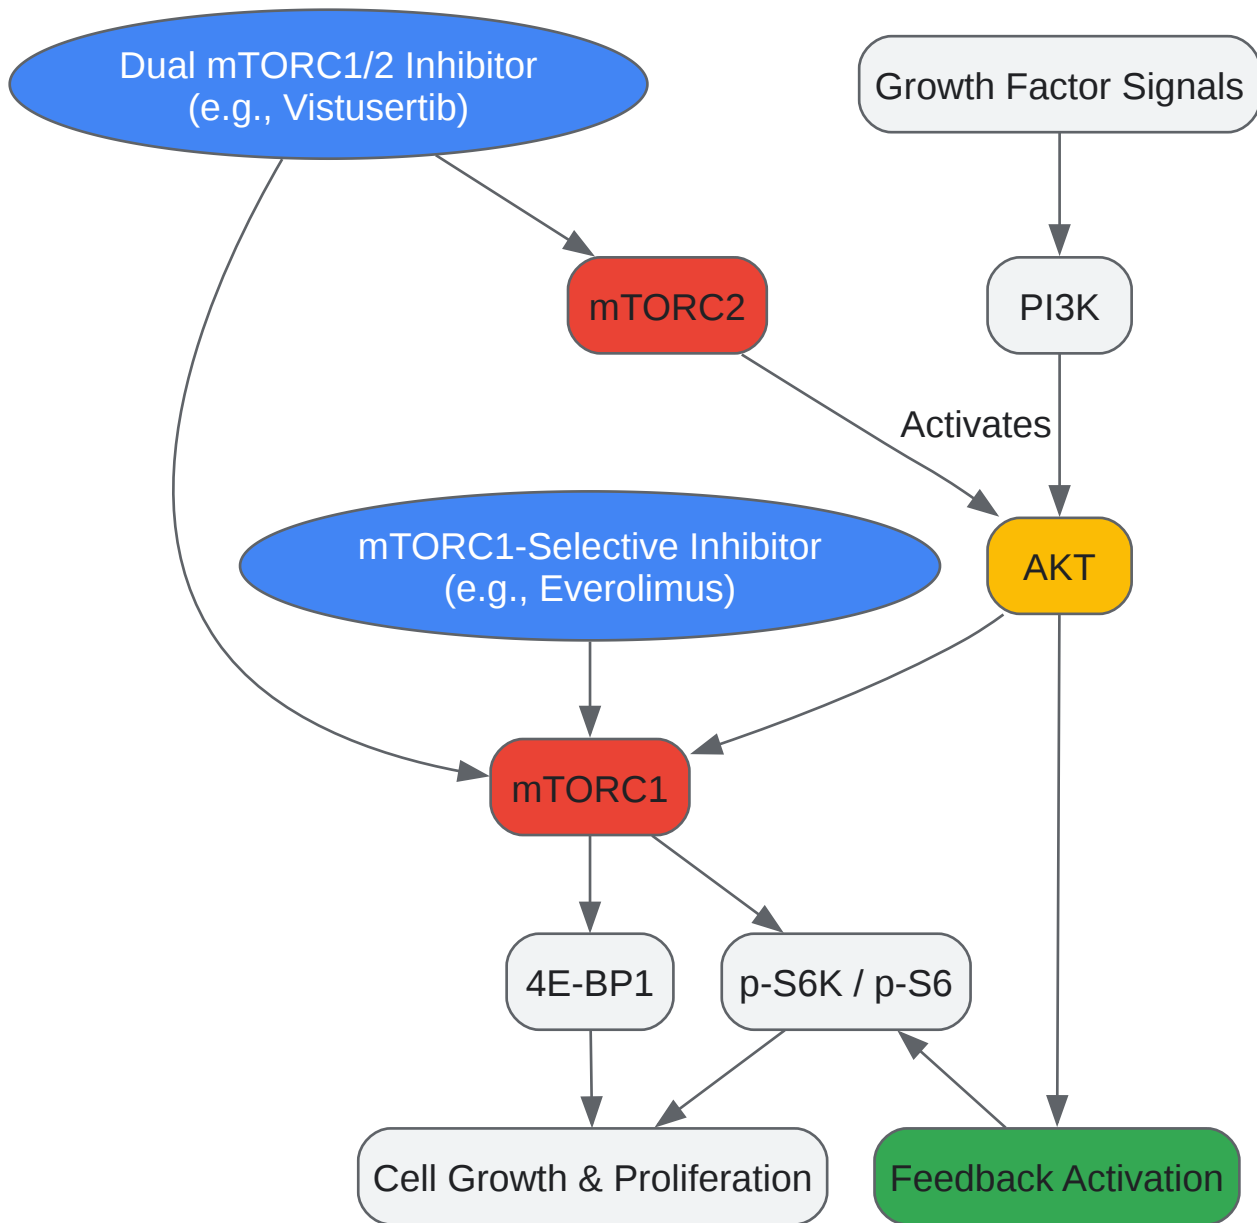 Dual mTORC1/2 Inhibitor
(e.g., Vistusertib)
Growth Factor Signals
mTORC2
PI3K
Activates
mTORC1-Selective Inhibitor
(e.g., Everolimus)
AKT
mTORC1
4E-BP1
p-S6K / p-S6
Cell Growth & Proliferation
Feedback Activation